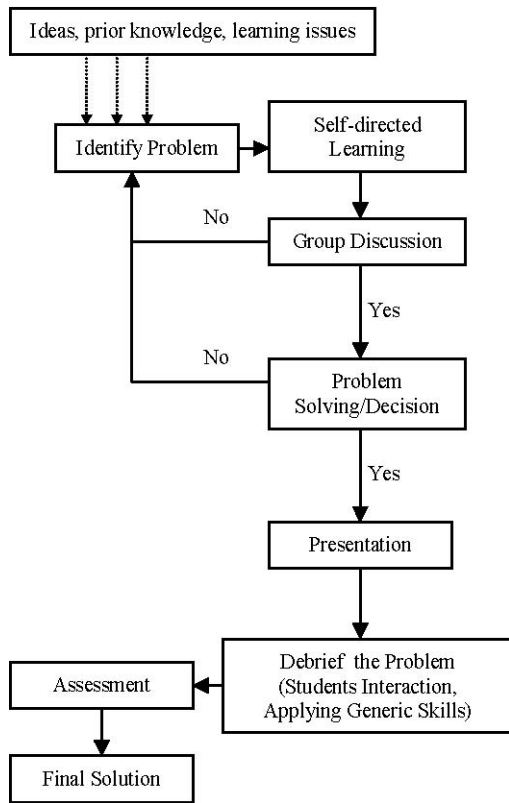 Ideas, prior knowledge, learning issues
Identify Problem
Self-directed
Learning
No
Group Discussion
Yes
No
Problem
Solving/Decision
Yes
Presentation
Debrief the Problem
(Students Interaction,
Applying Generic Skills)
Assessment
Final Solution